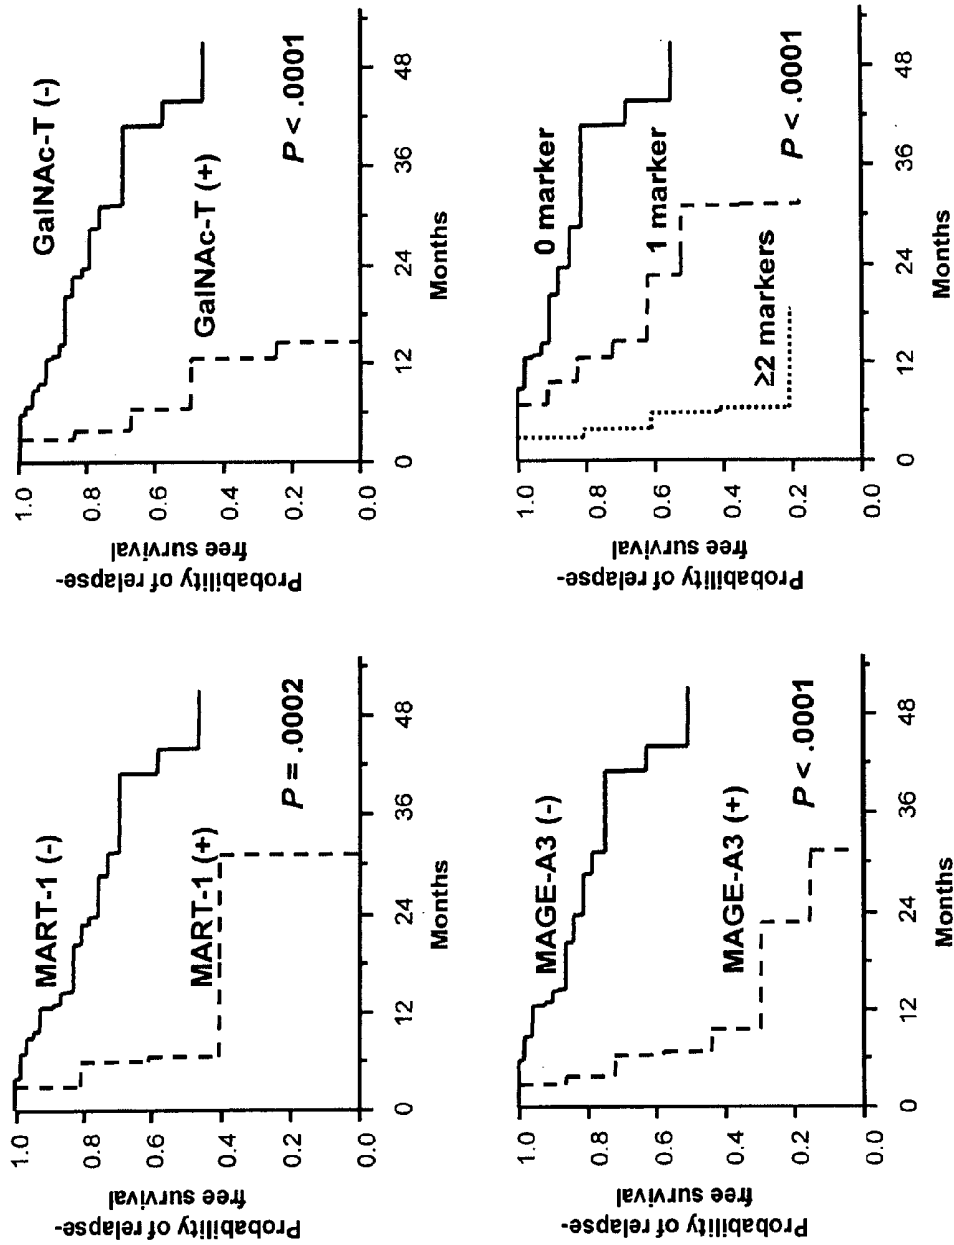 Probability of relapse-
free survival
1.0
0.8
0.6
0.4
0.2
0.0
MART-1 (-)
MART-1 (+)
P = .0002
0 12 24 36 48
Months
Probability of relapse-
free survival
1.0
0.8
0.6
0.4
0.2
0.0
GalNAc-T (-)
GalNAc-T (+)
P < .0001
0 12 24 36 48
Months
Probability of relapse-
free survival
1.0
0.8
0.6
0.4
0.2
0.0
MAGE-A3 (-)
MAGE-A3 (+)
P < .0001
0 12 24 36 48
Months
Probability of relapse-
free survival
1.0
0.8
0.6
0.4
0.2
0.0
0 marker
1 marker
≥2 markers
P < .0001
0 12 24 36 48
Months